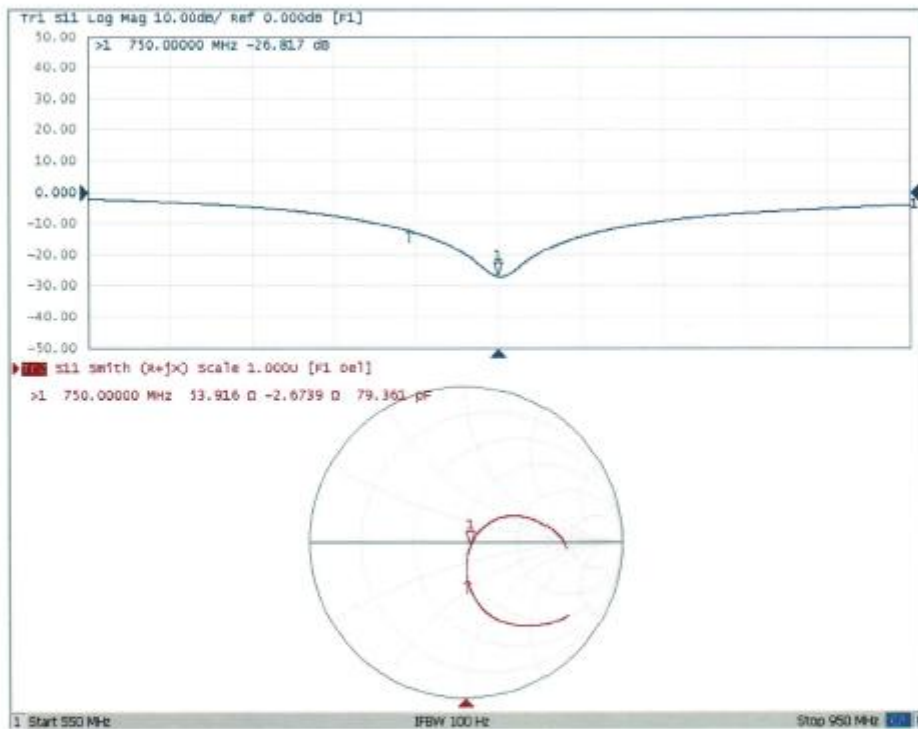 Tr1 S11 Log Mag 10.00dB/ Ref 0.000dB [F1]
50.00
>1 750.00000 MHz -26.817 dB
40.00
30.00
20.00
10.00
0.000
1
-10.00
1
-20.00
-30.00
-40.00
-50.00
S11 Smith (R+jX) Scale 1.000U [F1 Del]
>1 750.00000 MHz 53.916 Ω -2.6739 Ω 79.361 pF
1
1 Start 550 MHz
IFBW 100 Hz
Stop 950 MHz